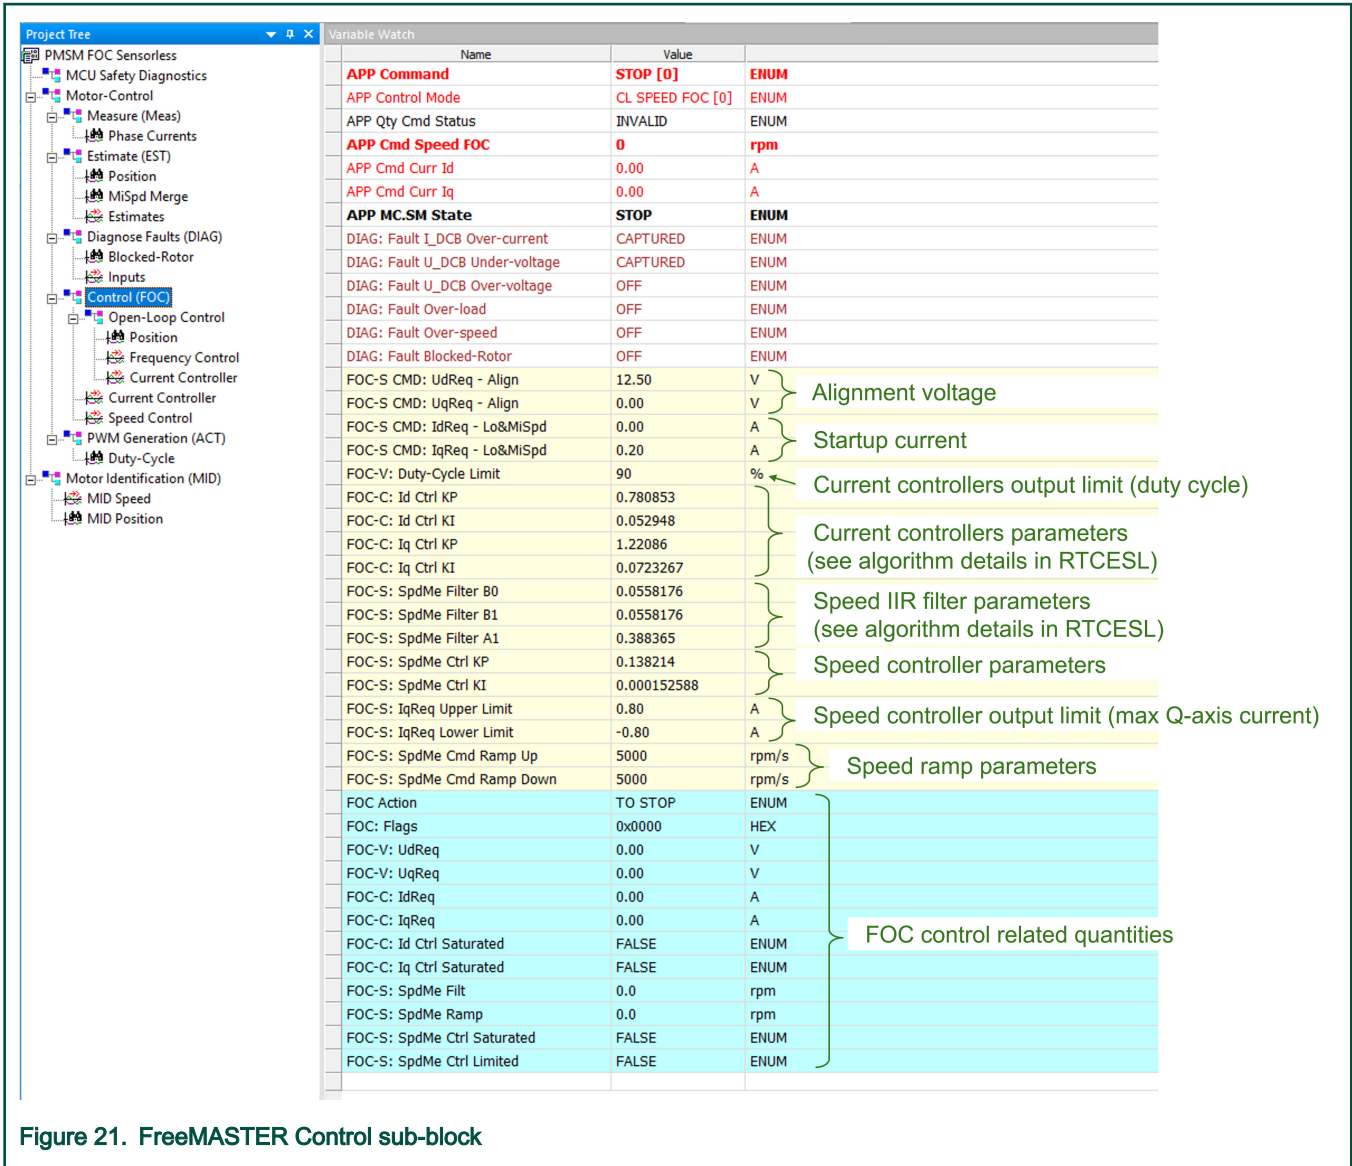 Project Tree
PMSM FOC Sensorless
MCU Safety Diagnostics
Motor-Control
Measure (Meas)
Phase Currents
Estimate (EST)
Position
MiSpd Merge
Estimates
Diagnose Faults (DIAG)
Blocked-Rotor
Inputs
Control (FOC)
Open-Loop Control
Position
Frequency Control
Current Controller
Current Controller
Speed Control
PWM Generation (ACT)
Duty-Cycle
Motor Identification (MID)
MID Speed
MID Position
Variable Watch
Name Value
APP Command STOP [0] ENUM
APP Control Mode CL SPEED FOC [0] ENUM
APP Qty Cmd Status INVALID ENUM
APP Cmd Speed FOC 0 rpm
APP Cmd Curr Id 0.00 A
APP Cmd Curr Iq 0.00 A
APP MC.SM State STOP ENUM
DIAG: Fault I_DCB Over-current CAPTURED ENUM
DIAG: Fault U_DCB Under-voltage CAPTURED ENUM
DIAG: Fault U_DCB Over-voltage OFF ENUM
DIAG: Fault Over-load OFF ENUM
DIAG: Fault Over-speed OFF ENUM
DIAG: Fault Blocked-Rotor OFF ENUM
FOC-S CMD: UdReq - Align 12.50 V
FOC-S CMD: UqReq - Align 0.00 V
Alignment voltage
FOC-S CMD: IdReq - Lo&MiSpd 0.00 A
FOC-S CMD: IqReq - Lo&MiSpd 0.20 A
Startup current
FOC-V: Duty-Cycle Limit 90 %
Current controllers output limit (duty cycle)
FOC-C: Id Ctrl KP 0.780853
FOC-C: Id Ctrl KI 0.052948
FOC-C: Iq Ctrl KP 1.22086
FOC-C: Iq Ctrl KI 0.0723267
Current controllers parameters
(see algorithm details in RTCESL)
FOC-S: SpdMe Filter B0 0.0558176
FOC-S: SpdMe Filter B1 0.0558176
FOC-S: SpdMe Filter A1 0.388365
Speed IIR filter parameters
(see algorithm details in RTCESL)
FOC-S: SpdMe Ctrl KP 0.138214
FOC-S: SpdMe Ctrl KI 0.000152588
Speed controller parameters
FOC-S: IqReq Upper Limit 0.80 A
FOC-S: IqReq Lower Limit -0.80 A
Speed controller output limit (max Q-axis current)
FOC-S: SpdMe Cmd Ramp Up 5000 rpm/s
FOC-S: SpdMe Cmd Ramp Down 5000 rpm/s
Speed ramp parameters
FOC Action TO STOP ENUM
FOC: Flags 0x0000 HEX
FOC-V: UdReq 0.00 V
FOC-V: UqReq 0.00 V
FOC-C: IdReq 0.00 A
FOC-C: IqReq 0.00 A
FOC-C: Id Ctrl Saturated FALSE ENUM
FOC-C: Iq Ctrl Saturated FALSE ENUM
FOC-S: SpdMe Filt 0.0 rpm
FOC-S: SpdMe Ramp 0.0 rpm
FOC-S: SpdMe Ctrl Saturated FALSE ENUM
FOC-S: SpdMe Ctrl Limited FALSE ENUM
FOC control related quantities
Figure 21. FreeMASTER Control sub-block